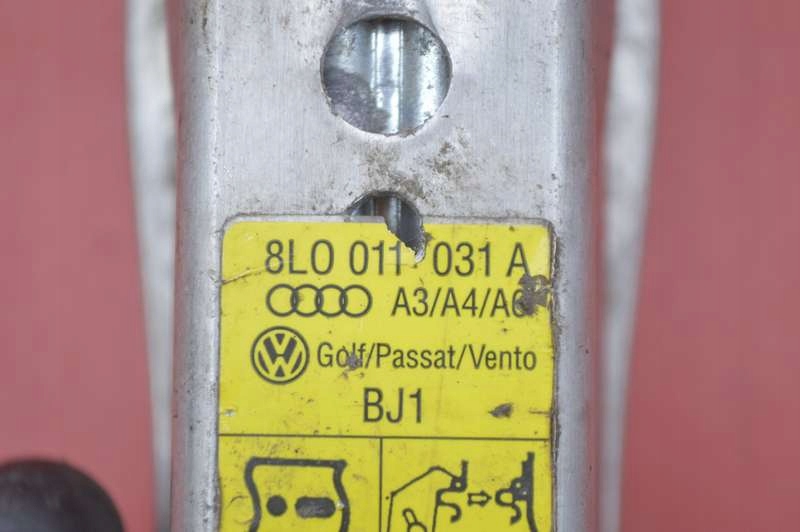 8L0 011 031 A
A3/A4/A6
Golf/Passat/Vento
BJ1